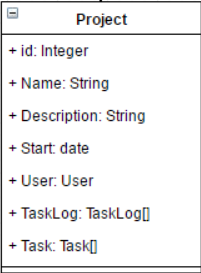 Project
+ id: Integer
+ Name: String
+ Description: String
+ Start: date
+ User: User
+ TaskLog: TaskLog[]
+ Task: Task[]